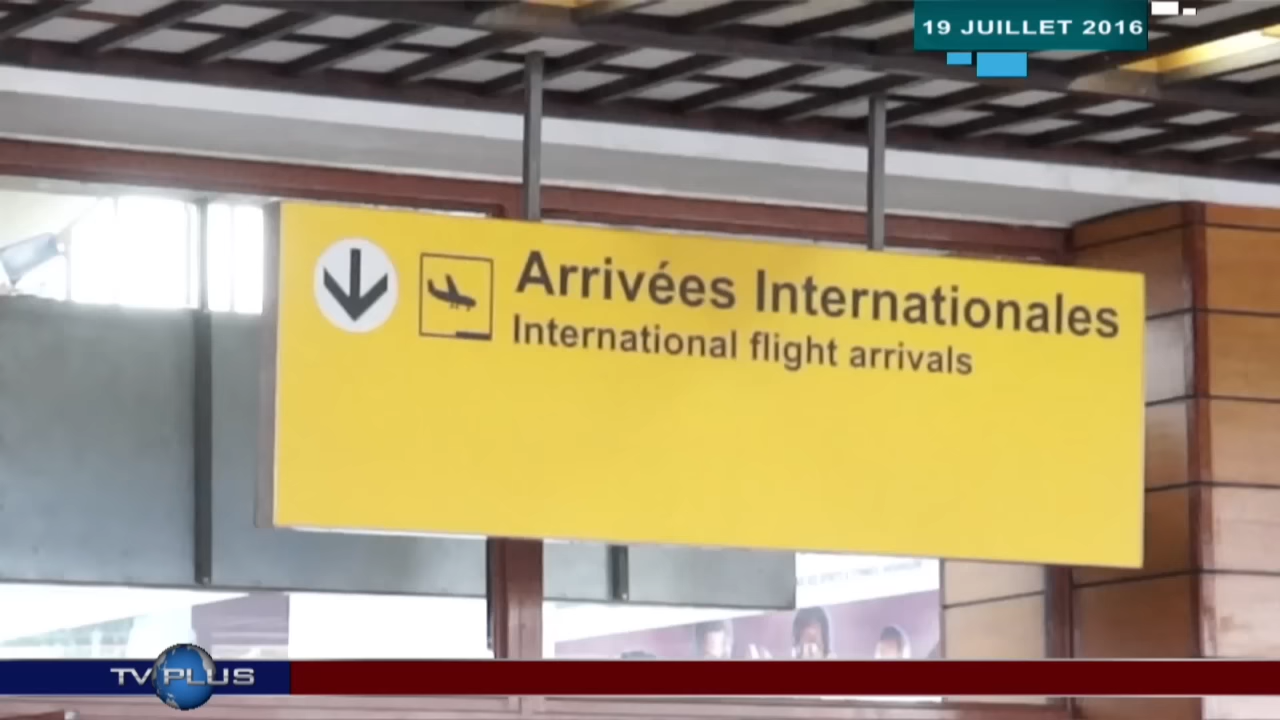 19 JUILLET 2016
Arrivées Internationales
International flight arrivals
TV PLUS